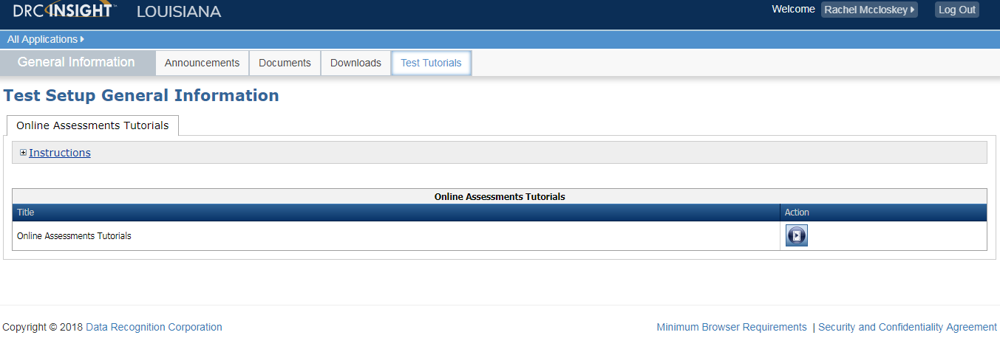 DRC INSIGHT™ LOUISIANA Welcome Rachel Mccloskey Log Out
All Applications
General Information Announcements Documents Downloads Test Tutorials
Test Setup General Information
Online Assessments Tutorials
Instructions
Online Assessments Tutorials
Title Action
Online Assessments Tutorials
Copyright © 2018 Data Recognition Corporation Minimum Browser Requirements | Security and Confidentiality Agreement